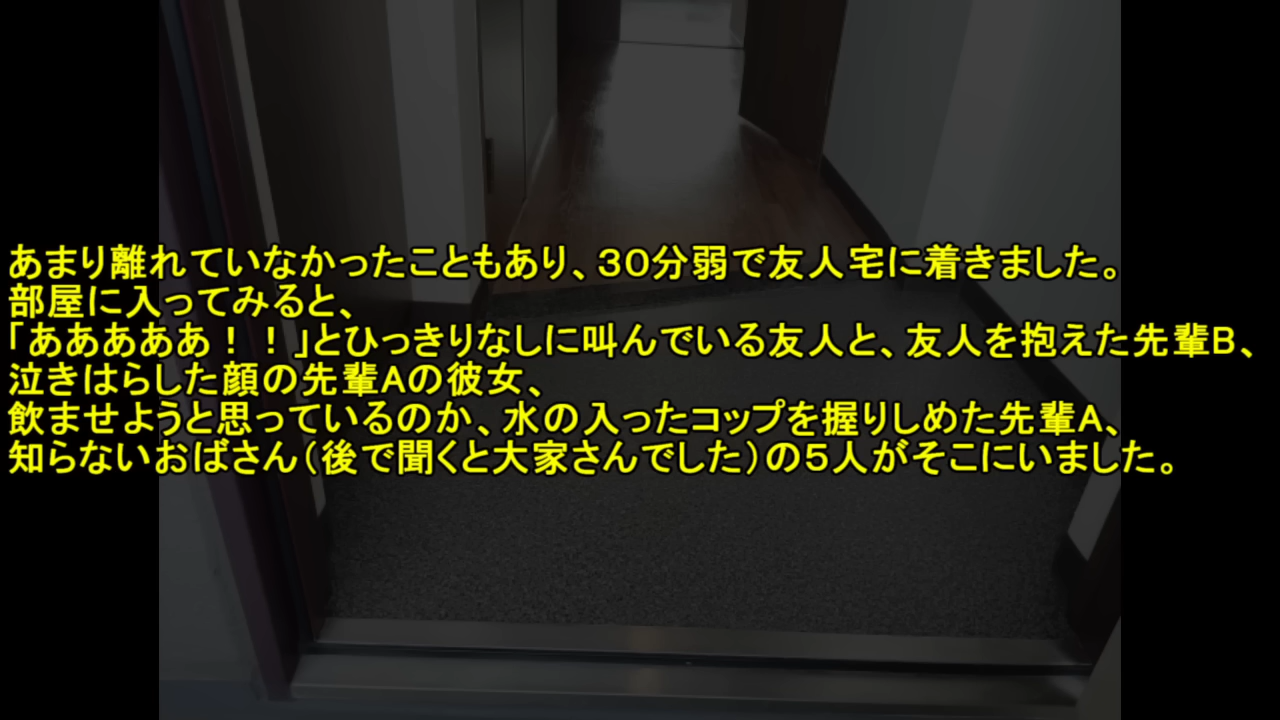 あまり離れていなかったこともあり、３０分弱で友人宅に着きました。
部屋に入ってみると、
「あああああ！！」とひっきりなしに叫んでいる友人と、友人を抱えた先輩B、
泣きはらした顔の先輩Aの彼女、
飲ませようと思っているのか、水の入ったコップを握りしめた先輩A、
知らないおばさん（後で聞くと大家さんでした）の５人がそこにいました。